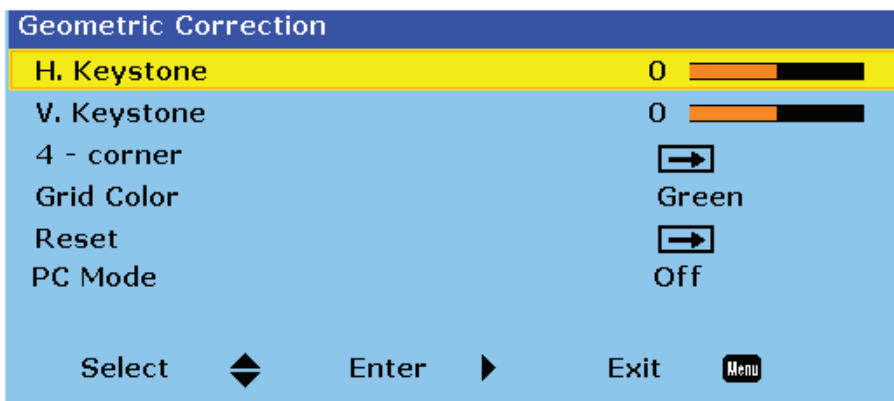 Geometric Correction
H. Keystone 0
V. Keystone 0
4 - corner
Grid Color Green
Reset
PC Mode Off
Select Enter Exit Menu